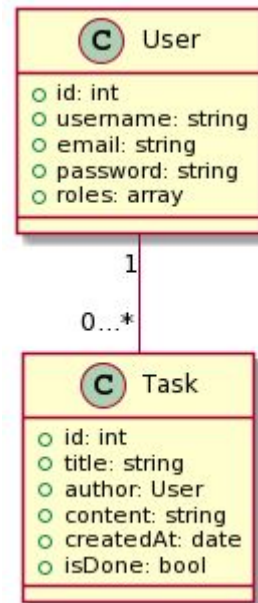 C User
id: int
username: string
email: string
password: string
roles: array
1
0...*
C Task
id: int
title: string
author: User
content: string
createdAt: date
isDone: bool